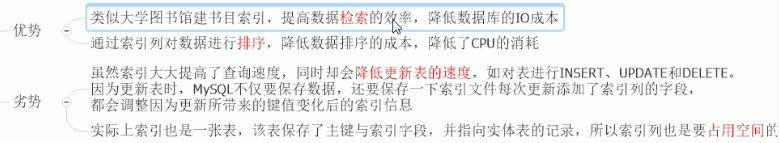 优势
类似大学图书馆建书目索引，提高数据检索的效率，降低数据库的IO成本
通过索引列对数据进行排序，降低数据排序的成本，降低了CPU的消耗
劣势
虽然索引大大提高了查询速度，同时却会降低更新表的速度，如对表进行INSERT、UPDATE和DELETE。
因为更新表时，MySQL不仅要保存数据，还要保存一下索引文件每次更新添加了索引列的字段，
都会调整因为更新所带来的键值变化后的索引信息
实际上索引也是一张表，该表保存了主键与索引字段，并指向实体表的记录，所以索引列也是要占用空间的